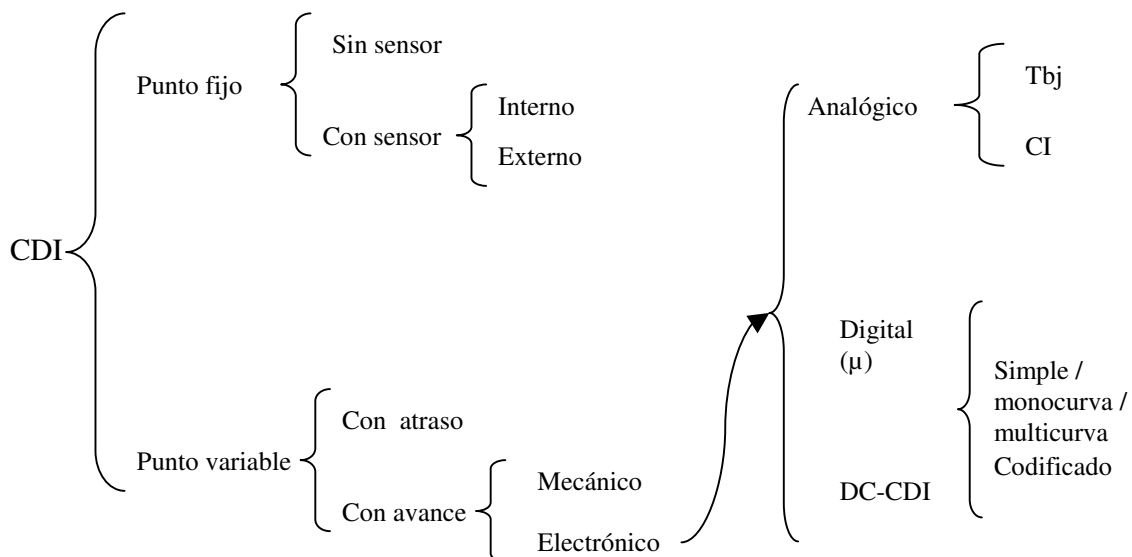 CDI
Punto fijo
Sin sensor
Con sensor
Interno
Externo
Punto variable
Con atraso
Con avance
Mecánico
Electrónico
Analógico
Tbj
CI
Digital
(µ)
DC-CDI
Simple /
monocurva /
multicurva
Codificado